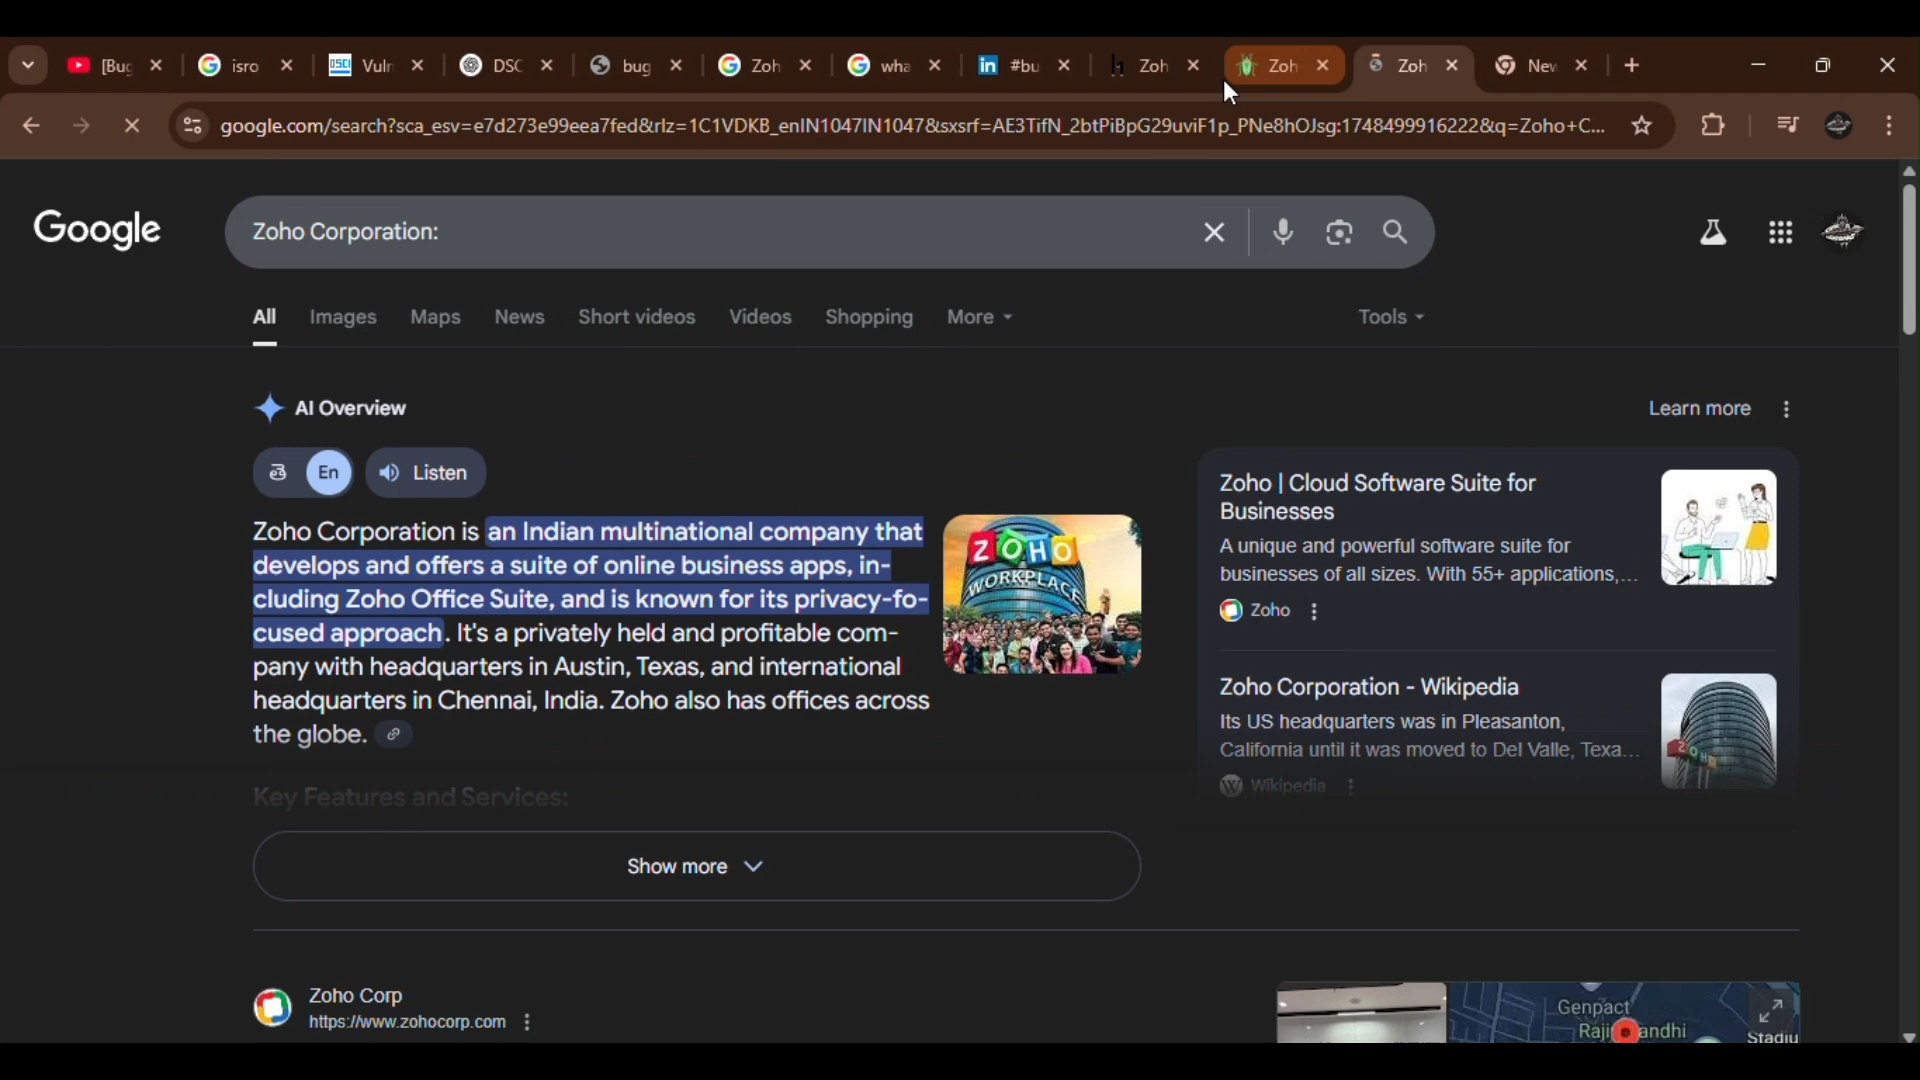 [Bug
isro
DSCI
Vuln
DSC
bug
Zoh
wha
in
#bu
h1
Zoh
Zoh
Zoh
New
google.com/search?sca_esv=e7d273e99eea7fed&rlz=1C1VDKB_enIN1047IN1047&sxsrf=AE3TifN_2btPiBpG29uviF1p_PNe8hOJsg:1748499916222&q=Zoho+C...
Google
Zoho Corporation:
All
Images
Maps
News
Short videos
Videos
Shopping
More
Tools
AI Overview
Learn more
En
Listen
Zoho Corporation is an Indian multinational company that
develops and offers a suite of online business apps, in-
cluding Zoho Office Suite, and is known for its privacy-fo-
cused approach. It's a privately held and profitable com-
pany with headquarters in Austin, Texas, and international
headquarters in Chennai, India. Zoho also has offices across
the globe.
Key Features and Services:
Show more
ZOHO
WORKPLACE
Zoho | Cloud Software Suite for
Businesses
A unique and powerful software suite for
businesses of all sizes. With 55+ applications,...
Zoho
Zoho Corporation - Wikipedia
Its US headquarters was in Pleasanton,
California until it was moved to Del Valle, Texa...
W Wikipedia
ZOHO
Zoho Corp
https://www.zohocorp.com
Genpact
Stadiu